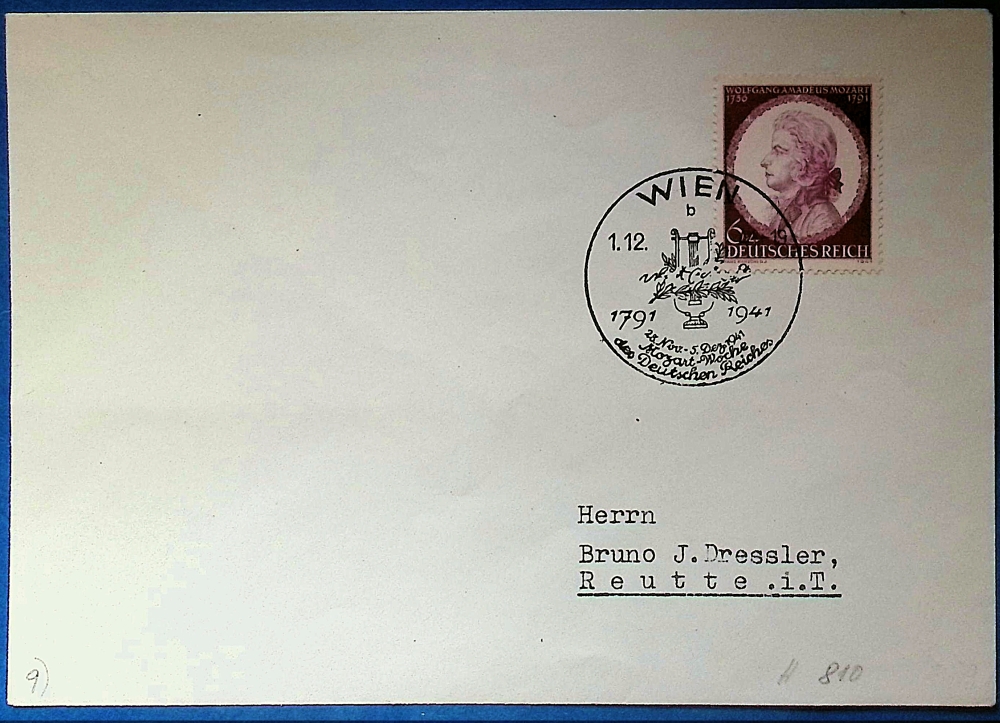 WOLFGANG AMADEUS MOZART
1756 1791
6
DEUTSCHES REICH
WIEN
b
1.12. 19
1791 1941
28. Nov.-5. Dez. 1941
Mozart-Woche
des Deutschen Reiches
Herrn
Bruno J.Dressler,
R e u t t e .i.T.
9) H 810